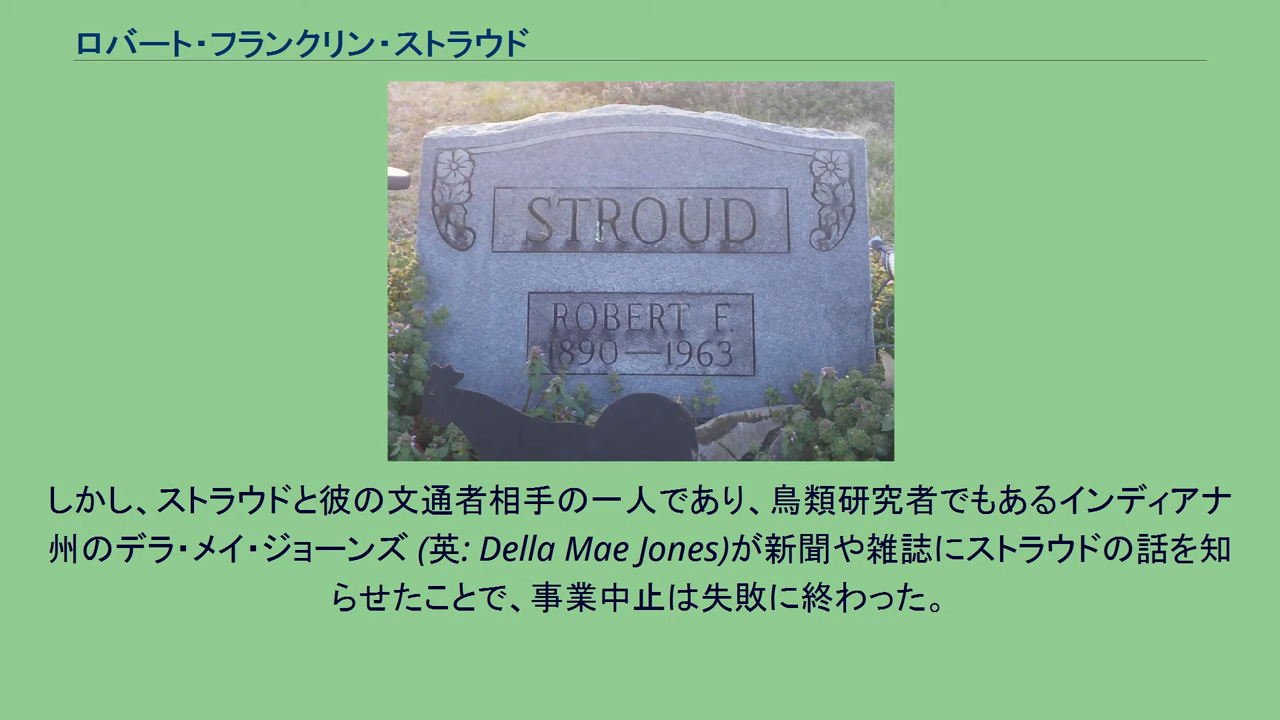 ロバート・フランクリン・ストラウド
STROUD
ROBERT F.
1890—1963
しかし、ストラウドと彼の文通者相手の一人であり、鳥類研究者でもあるインディアナ
州のデラ・メイ・ジョーンズ (英: Della Mae Jones)が新聞や雑誌にストラウドの話を知
らせたことで、事業中止は失敗に終わった。